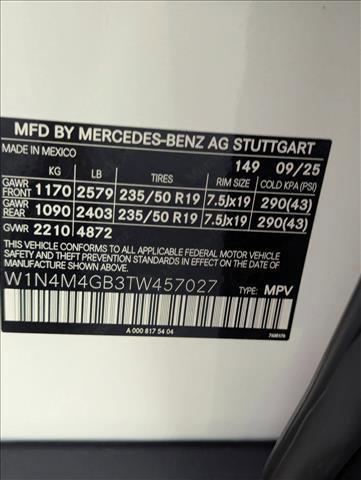 MFD BY MERCEDES-BENZ AG STUTTGART
MADE IN MEXICO 149 09/25
KG LB TIRES RIM SIZE COLD KPA (PSI)
GAWR FRONT 1170 2579 235/50 R19 7.5Jx19 290(43)
GAWR REAR 1090 2403 235/50 R19 7.5Jx19 290(43)
GWR 2210 4872
THIS VEHICLE CONFORMS TO ALL APPLICABLE FEDERAL MOTOR VEHICLE
SAFETY AND THEFT PREVENTION STANDARDS IN EFFECT ON THE DATE OF
MANUFACTURE SHOWN ABOVE.
W1N4M4GB3TW457027 TYPE: MPV
A 000 817 54 04